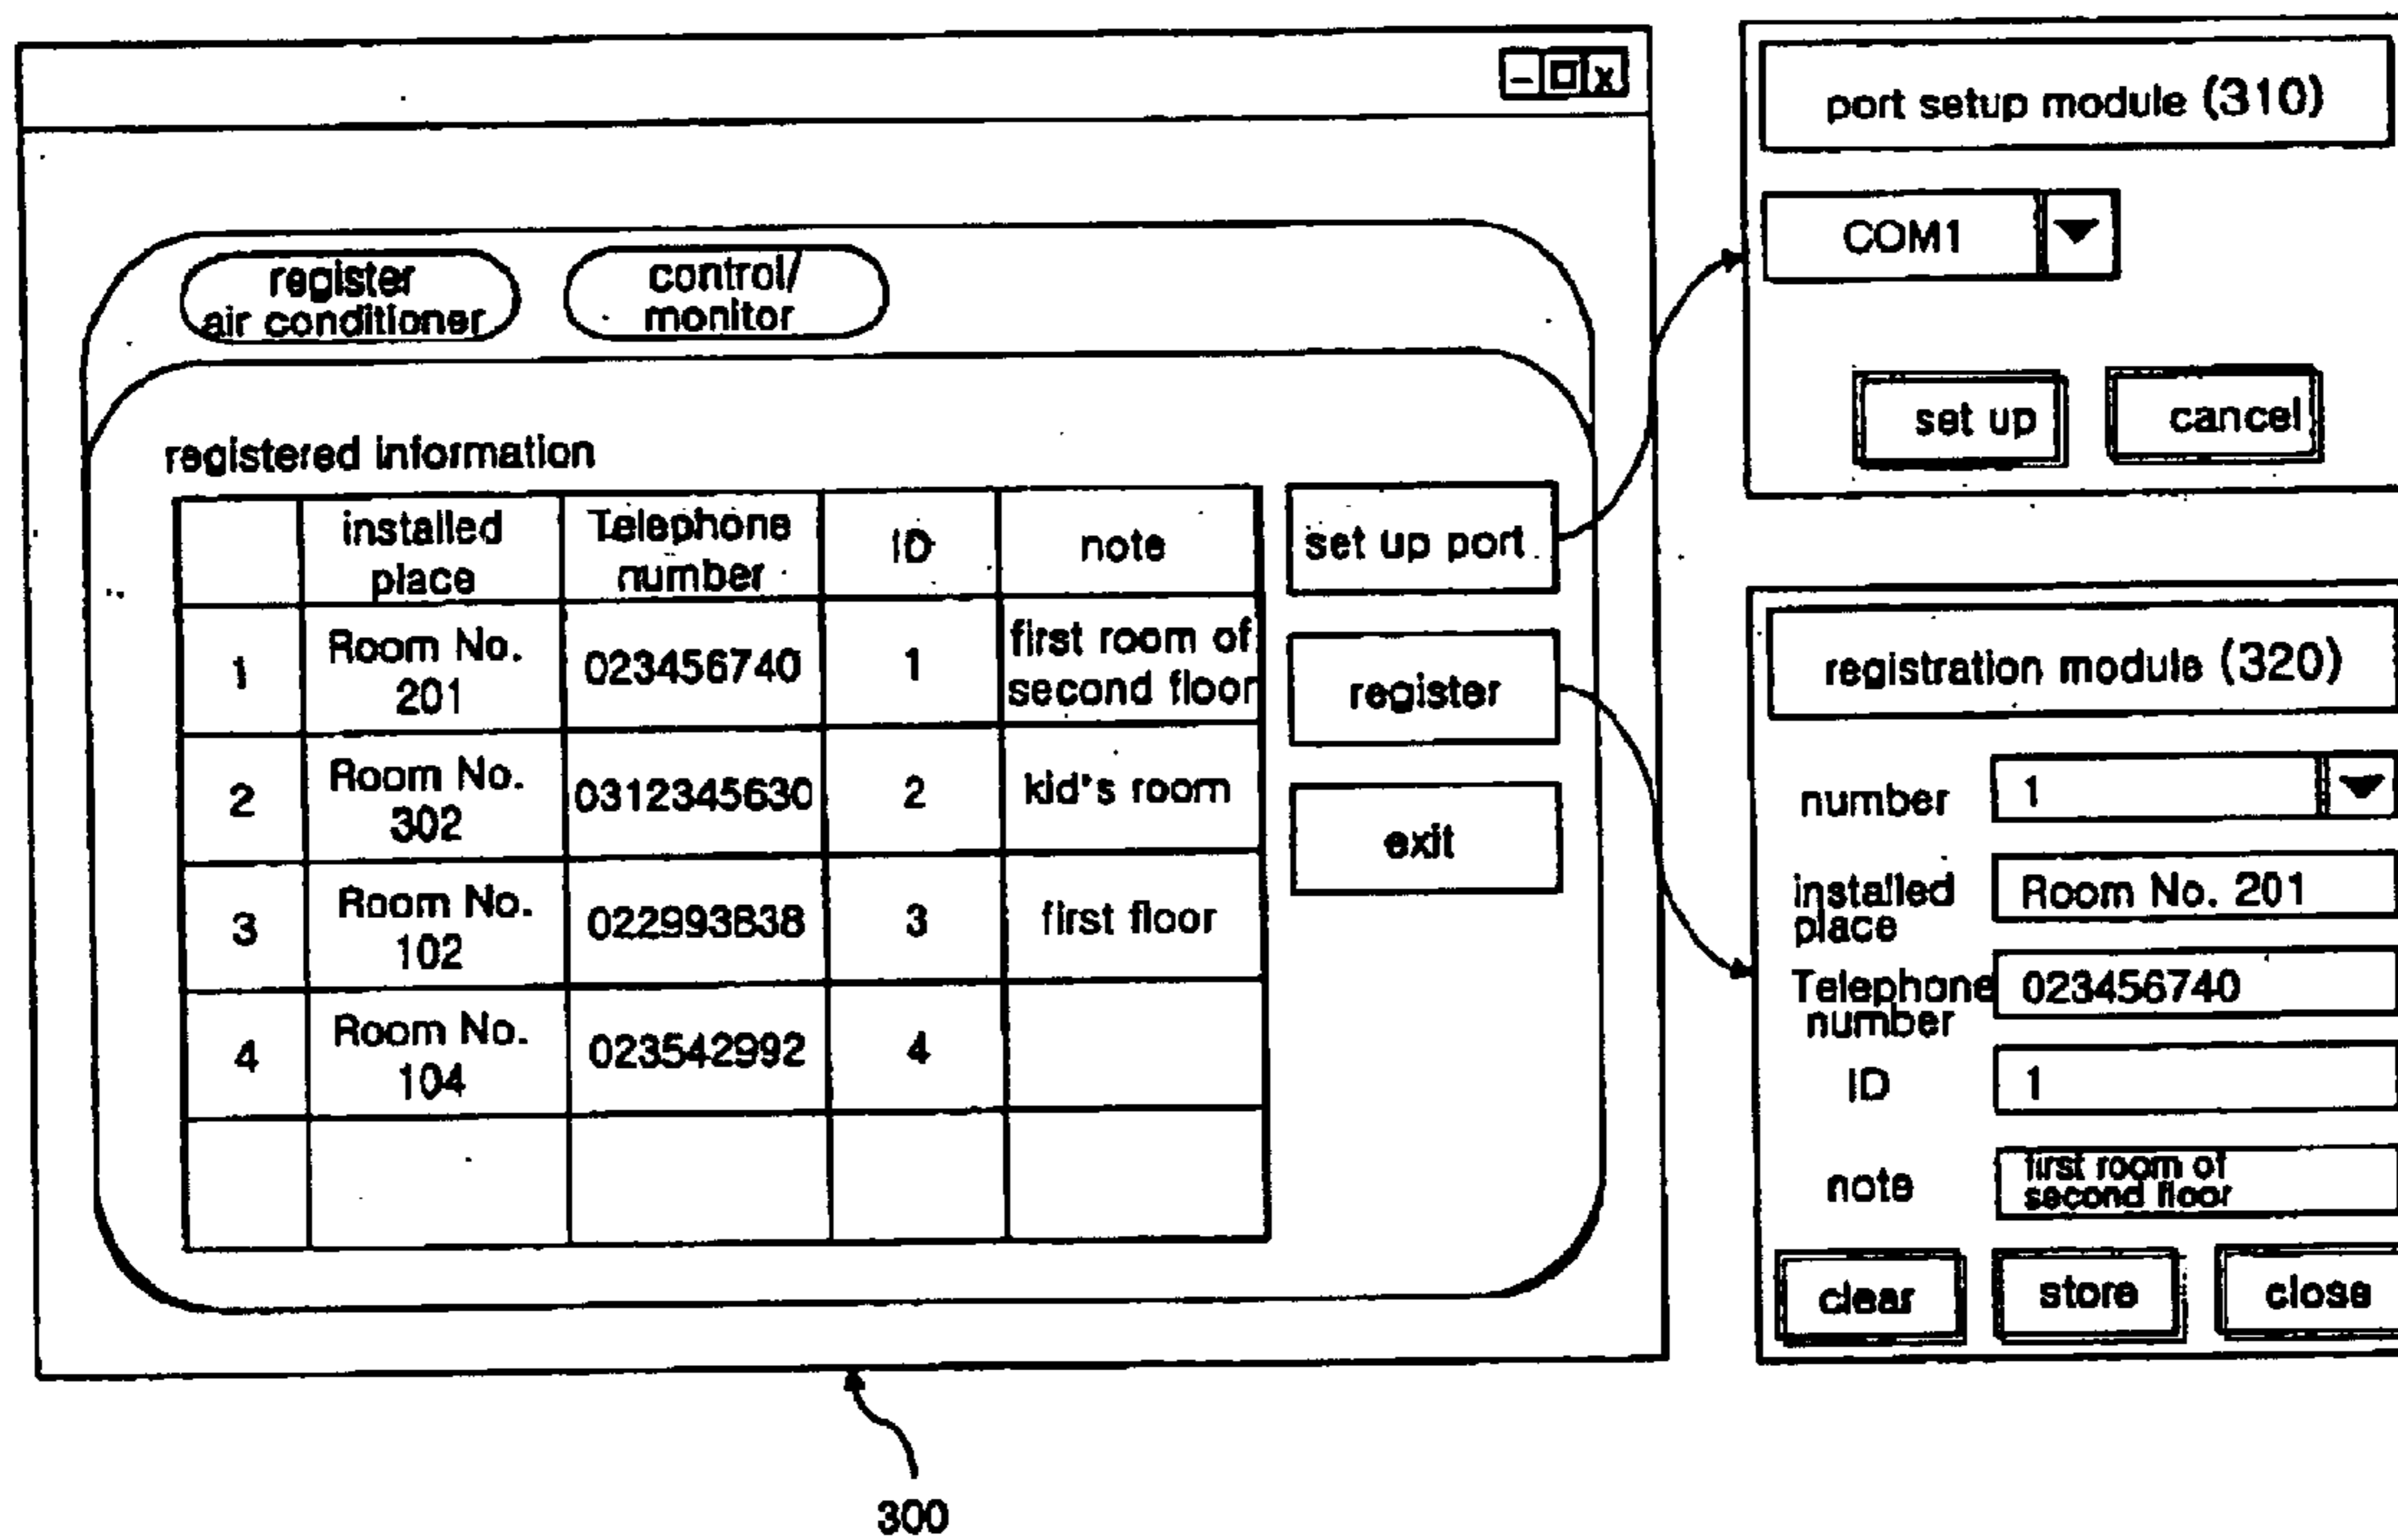 port setup module (310)
COM1
set up
cancel
register
air conditioner
control/
monitor
registered information
installed
place
Telephone
number
ID
note
1
Room No.
201
023456740
1
first room of
second floor
2
Room No.
302
0312345630
2
kid's room
3
Room No.
102
022993838
3
first floor
4
Room No.
104
023542992
4
set up port
register
exit
registration module (320)
number
1
installed
place
Room No. 201
Telephone
number
023456740
ID
1
note
first room of
second floor
clear
store
close
300